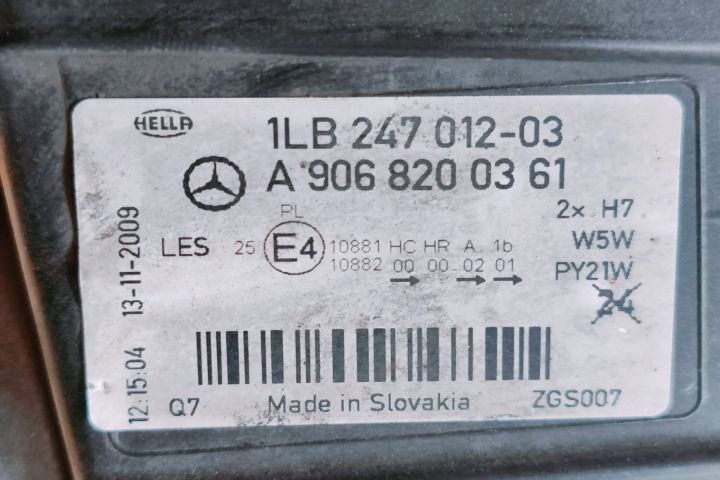 HELLA
1LB 247 012-03
A 906 820 03 61
2x H7
W5W
PY21W
24
PL
LES 25 E4 10881 HC HR A 1b
10882 00 00 02 01
12:15:04 13-11-2009
Q7 Made in Slovakia ZGS007